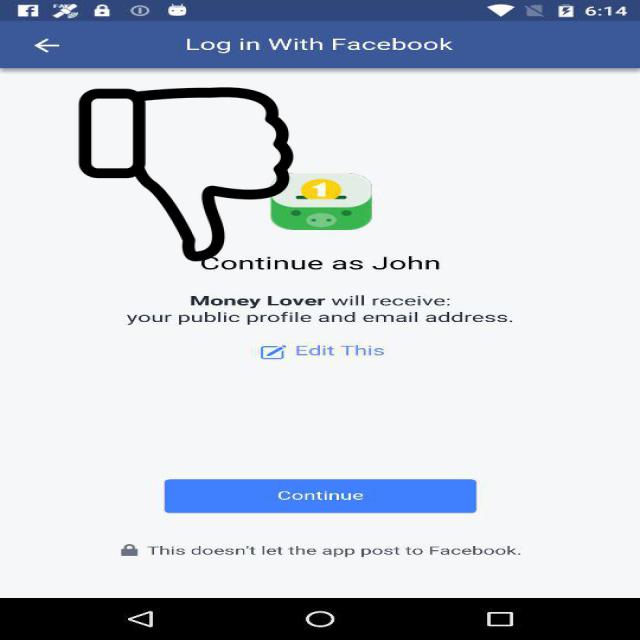 6:14
Log in With Facebook
1
Continue as John
Money Lover will receive:
your public profile and email address.
Edit This
Continue
This doesn't let the app post to Facebook.